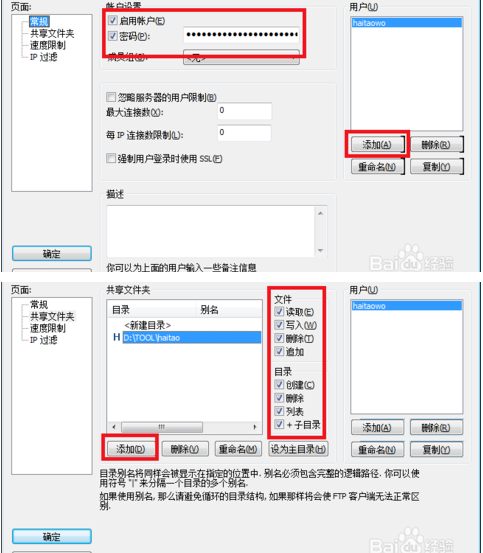 页面:
常规
共享文件夹
速度限制
IP 过滤
帐户设置
启用帐户(E)
密码(P):
●●●●●●●●●●●●●●●●●●●●●●
成员组(G):
<无>
忽略服务器的用户限制(B)
最大连接数(X):
0
每 IP 连接数限制(L):
0
强制用户登录时使用 SSL(F)
描述
你可以为上面的用户输入一些备注信息
用户(U)
haitaowo
添加(A)
删除(R)
重命名(N)
复制(Y)
确定
Baidu 经验
页面:
常规
共享文件夹
速度限制
IP 过滤
共享文件夹
目录
别名
<新建目录>
H D:\TOOL\haitao
添加(D)
删除(V)
重命名(M)
设为主目录(H)
文件
读取(E)
写入(W)
删除(T)
追加
目录
创建(C)
删除
列表
+ 子目录
用户(U)
haitaowo
添加(A)
删除(R)
重命名(N)
复制(Y)
目录别名将同样会被显示在指定的位置中. 别名必须包含完整的逻辑路径. 你可以使
用符号 "|" 来分隔一个目录的多个别名.
如果使用别名, 那么请避免循环的目录结构, 如果那样将会使 FTP 客户端无法正常区
别.
确定
Baidu 经验